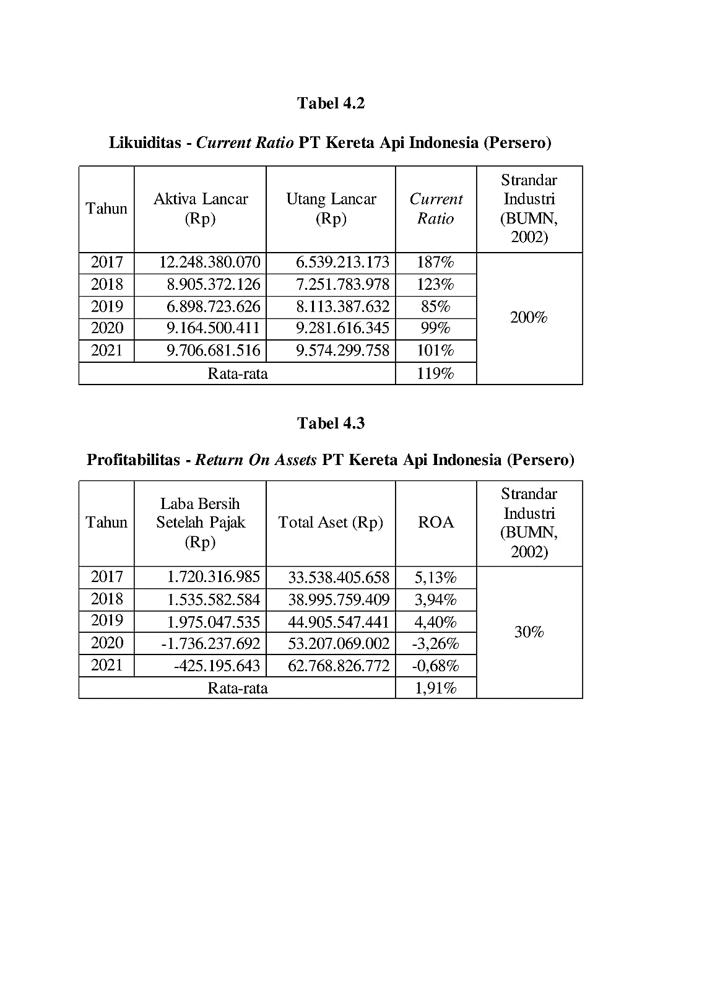 Tabel 4.2
Likuiditas - Current Ratio PT Kereta Api Indonesia (Persero)
Tahun Aktiva Lancar (Rp) Utang Lancar (Rp) Current Ratio Strandar Industri (BUMN, 2002)
2017 12.248.380.070 6.539.213.173 187%
2018 8.905.372.126 7.251.783.978 123%
2019 6.898.723.626 8.113.387.632 85%
200%
2020 9.164.500.411 9.281.616.345 99%
2021 9.706.681.516 9.574.299.758 101%
Rata-rata 119%
Tabel 4.3
Profitabilitas - Return On Assets PT Kereta Api Indonesia (Persero)
Tahun Laba Bersih Setelah Pajak (Rp) Total Aset (Rp) ROA Strandar Industri (BUMN, 2002)
2017 1.720.316.985 33.538.405.658 5,13%
2018 1.535.582.584 38.995.759.409 3,94%
2019 1.975.047.535 44.905.547.441 4,40%
30%
2020 -1.736.237.692 53.207.069.002 -3,26%
2021 -425.195.643 62.768.826.772 -0,68%
Rata-rata 1,91%